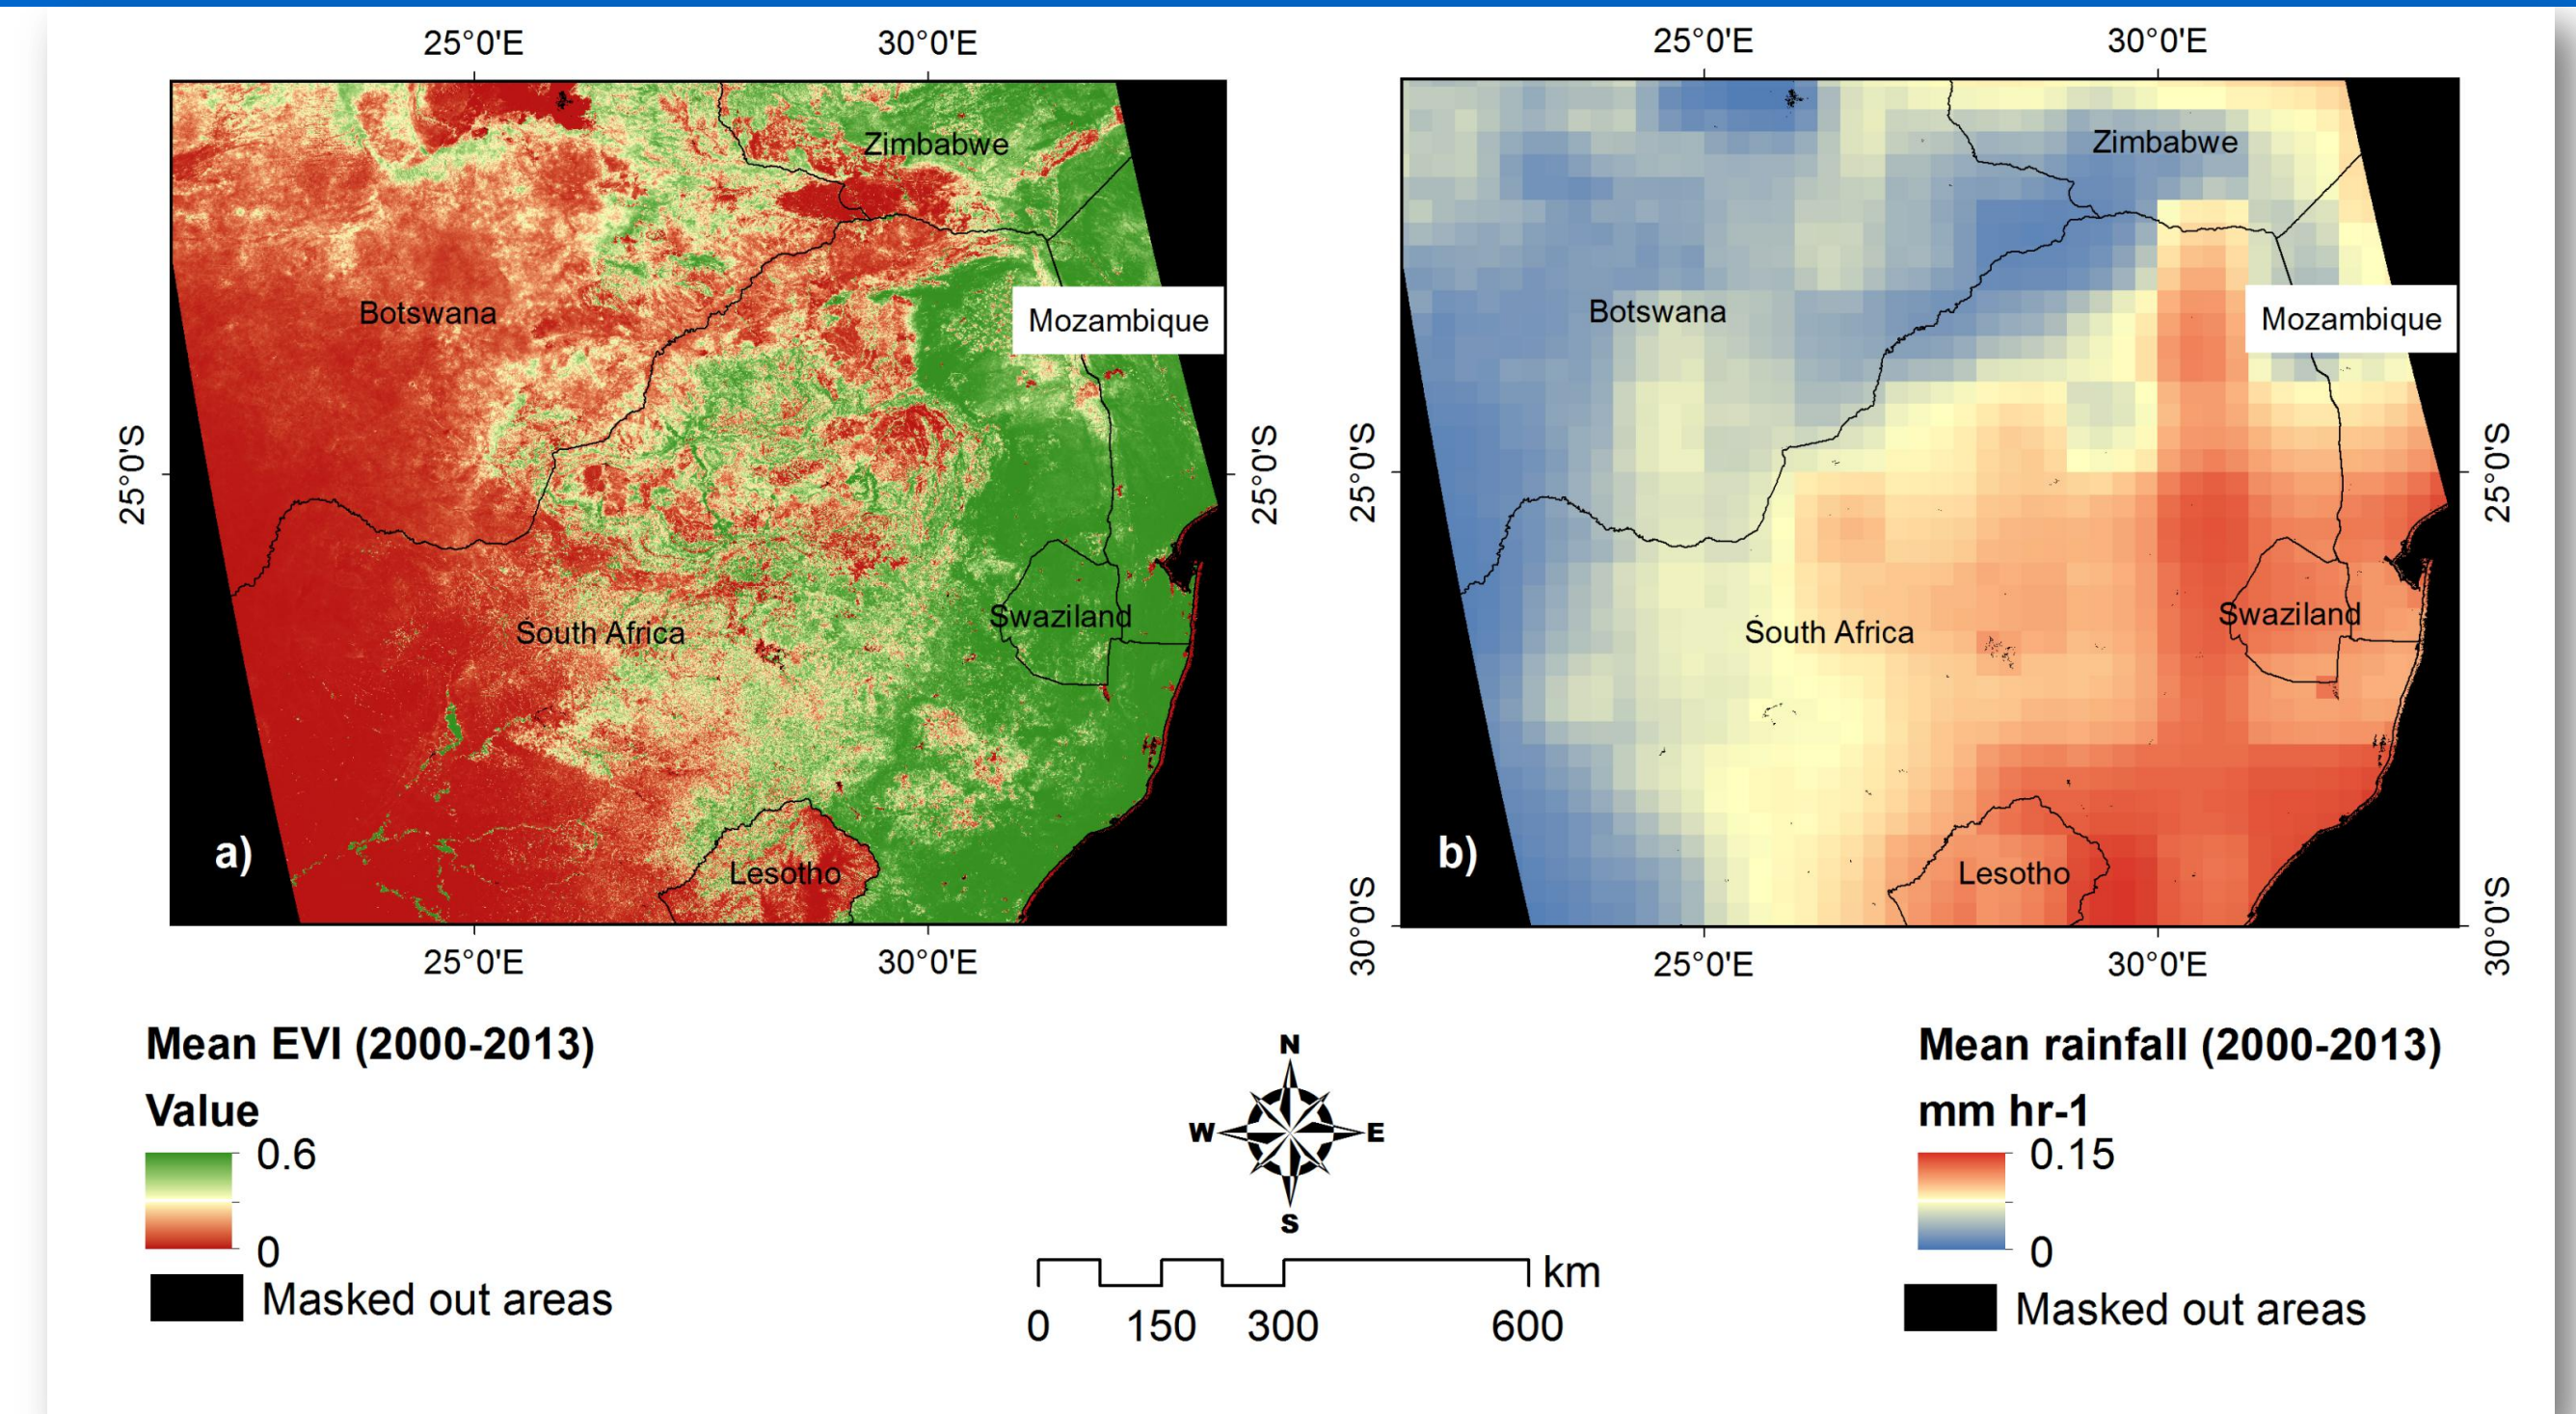 25°0'E 30°0'E 25°0'E 30°0'E
Zimbabwe Zimbabwe
Botswana Mozambique Botswana Mozambique
25°0'S 25°0'S 25°0'S 25°0'S
South Africa Swaziland South Africa Swaziland
a) Lesotho b) Lesotho
30°0'S 30°0'S
25°0'E 30°0'E 25°0'E 30°0'E
Mean EVI (2000-2013)
Value
0.6
0
Masked out areas
N
W E
S
km
0 150 300 600
Mean rainfall (2000-2013)
mm hr-1
0.15
0
Masked out areas